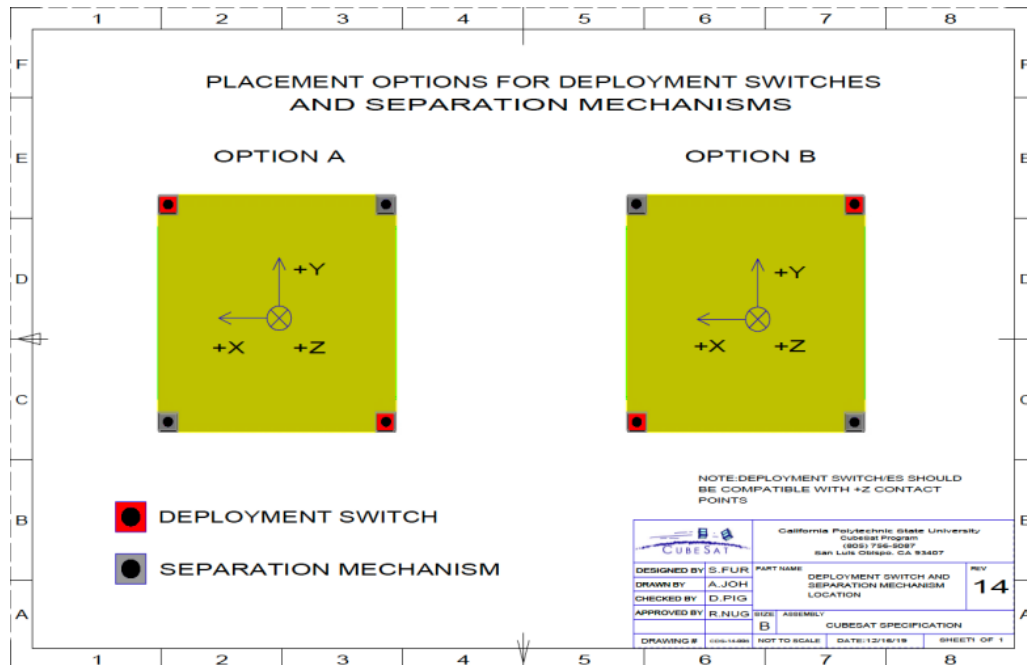 1 2 3 4 5 6 7 8
F F
PLACEMENT OPTIONS FOR DEPLOYMENT SWITCHES
AND SEPARATION MECHANISMS
E E
OPTION A OPTION B
D D
+Y +Y
+X +Z +X +Z
C C
NOTE:DEPLOYMENT SWITCH/ES SHOULD
BE COMPATIBLE WITH +Z CONTACT
POINTS
B B
DEPLOYMENT SWITCH
SEPARATION MECHANISM
CUBESAT
California Polytechnic State University
CubeSat Program
(805) 756-5087
San Luis Obispo, CA 93407
DESIGNED BY S.FUR
DRAWN BY A.JOH
CHECKED BY D.PIG
APPROVED BY R.NUG
PART NAME
DEPLOYMENT SWITCH AND
SEPARATION MECHANISM
LOCATION
REV
14
A A
SIZE ASSEMBLY
B CUBESAT SPECIFICATION
DRAWING # NOT TO SCALE DATE:12/16/19 SHEET1 OF 1
1 2 3 4 5 6 7 8